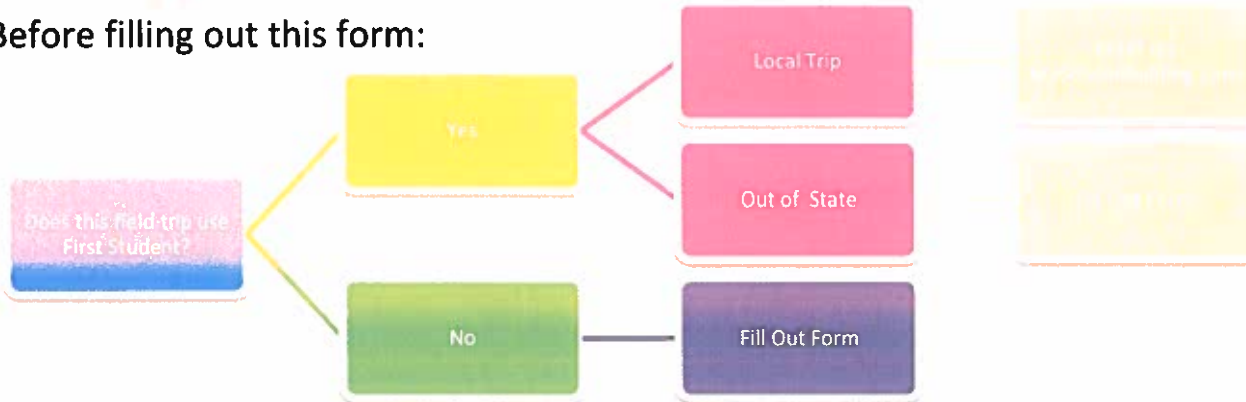 Before filling out this form:
Local Trip
Yes
Out of State
Does this field trip use
First Student?
No
Fill Out Form